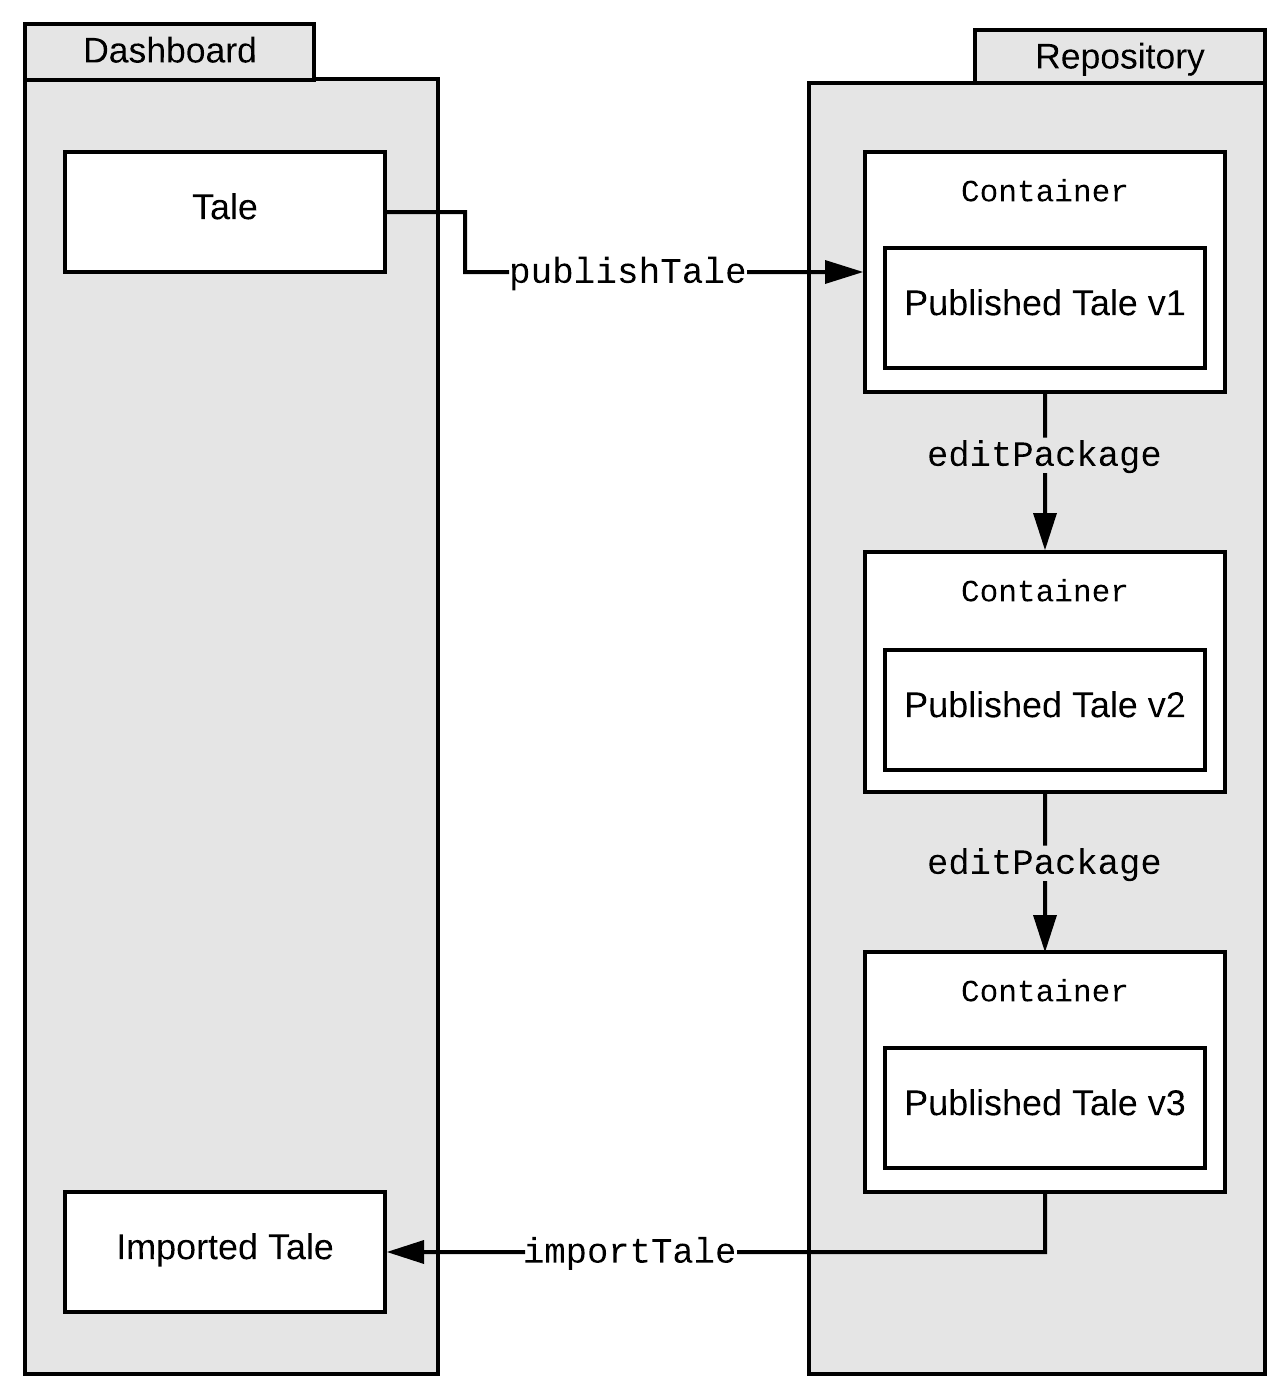 Dashboard
Repository
Tale
Container
publishTale
Published Tale v1
editPackage
Container
Published Tale v2
editPackage
Container
Published Tale v3
Imported Tale
importTale